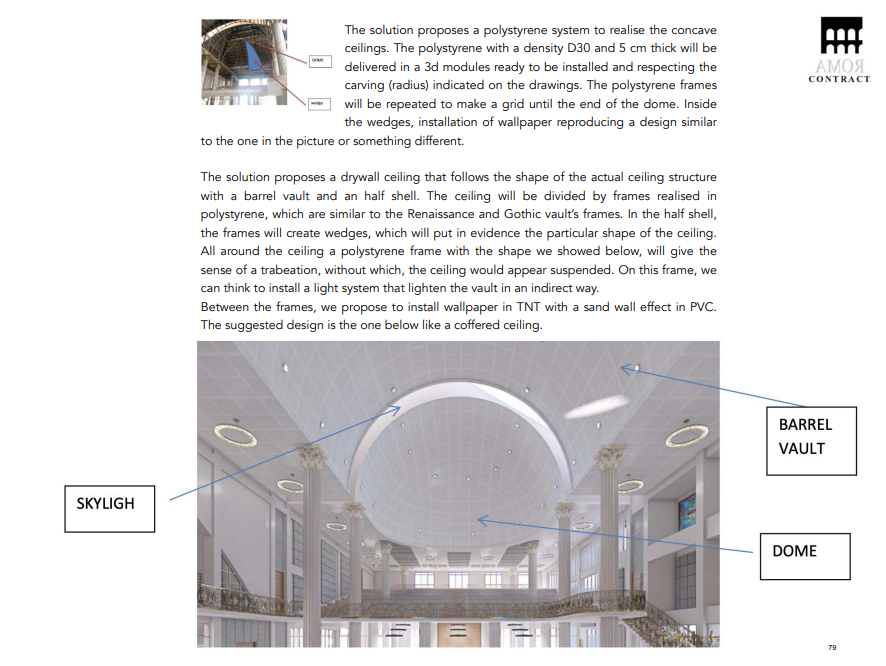 The solution proposes a polystyrene system to realise the concave
ceilings. The polystyrene with a density D30 and 5 cm thick will be
delivered in a 3d modules ready to be installed and respecting the
carving (radius) indicated on the drawings. The polystyrene frames
will be repeated to make a grid until the end of the dome. Inside
the wedges, installation of wallpaper reproducing a design similar
to the one in the picture or something different.
DOME
wedge
AMOЯ
CONTRACT
The solution proposes a drywall ceiling that follows the shape of the actual ceiling structure
with a barrel vault and an half shell. The ceiling will be divided by frames realised in
polystyrene, which are similar to the Renaissance and Gothic vault's frames. In the half shell,
the frames will create wedges, which will put in evidence the particular shape of the ceiling.
All around the ceiling a polystyrene frame with the shape we showed below, will give the
sense of a trabeation, without which, the ceiling would appear suspended. On this frame, we
can think to install a light system that lighten the vault in an indirect way.
Between the frames, we propose to install wallpaper in TNT with a sand wall effect in PVC.
The suggested design is the one below like a coffered ceiling.
BARREL
VAULT
SKYLIGH
DOME
79